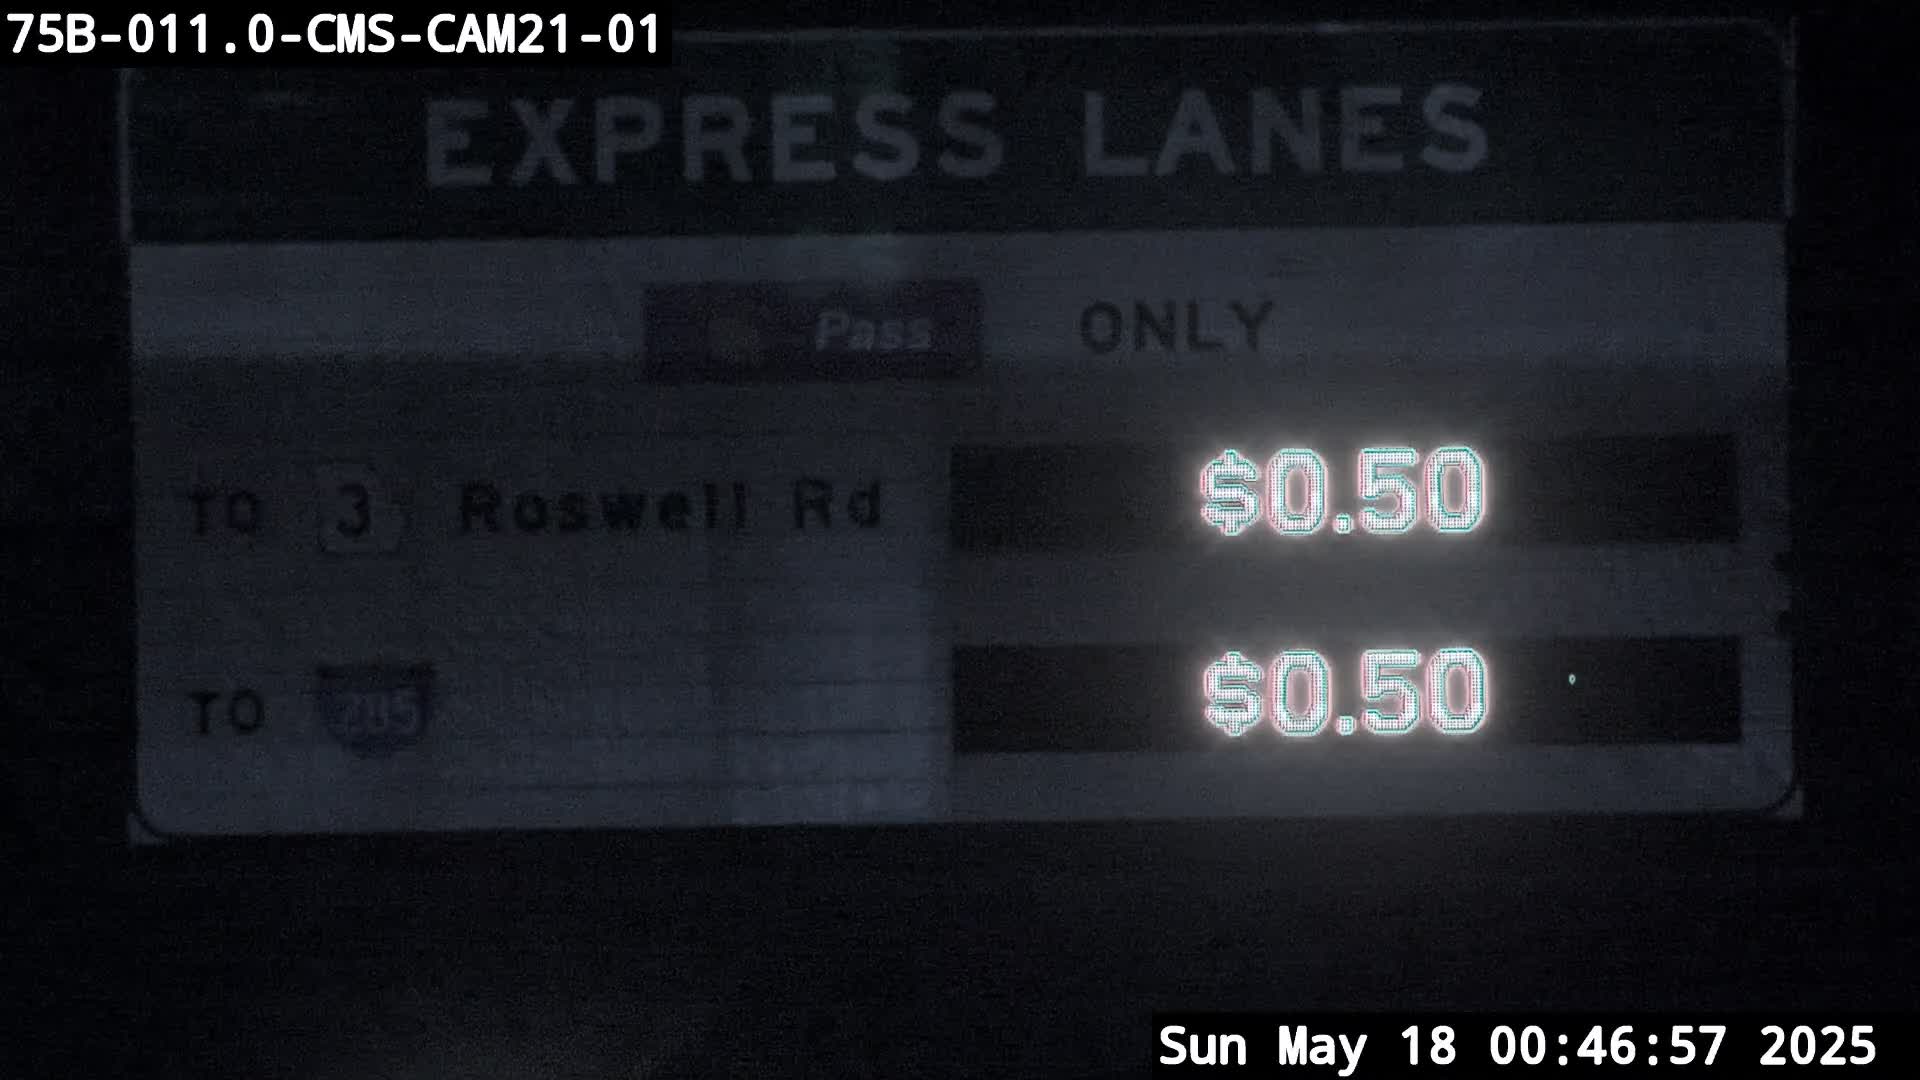 75B-011.0-CMS-CAM21-01
EXPRESS LANES
Pass ONLY
TO 3 Roswell Rd $0.50
TO $0.50
Sun May 18 00:46:57 2025